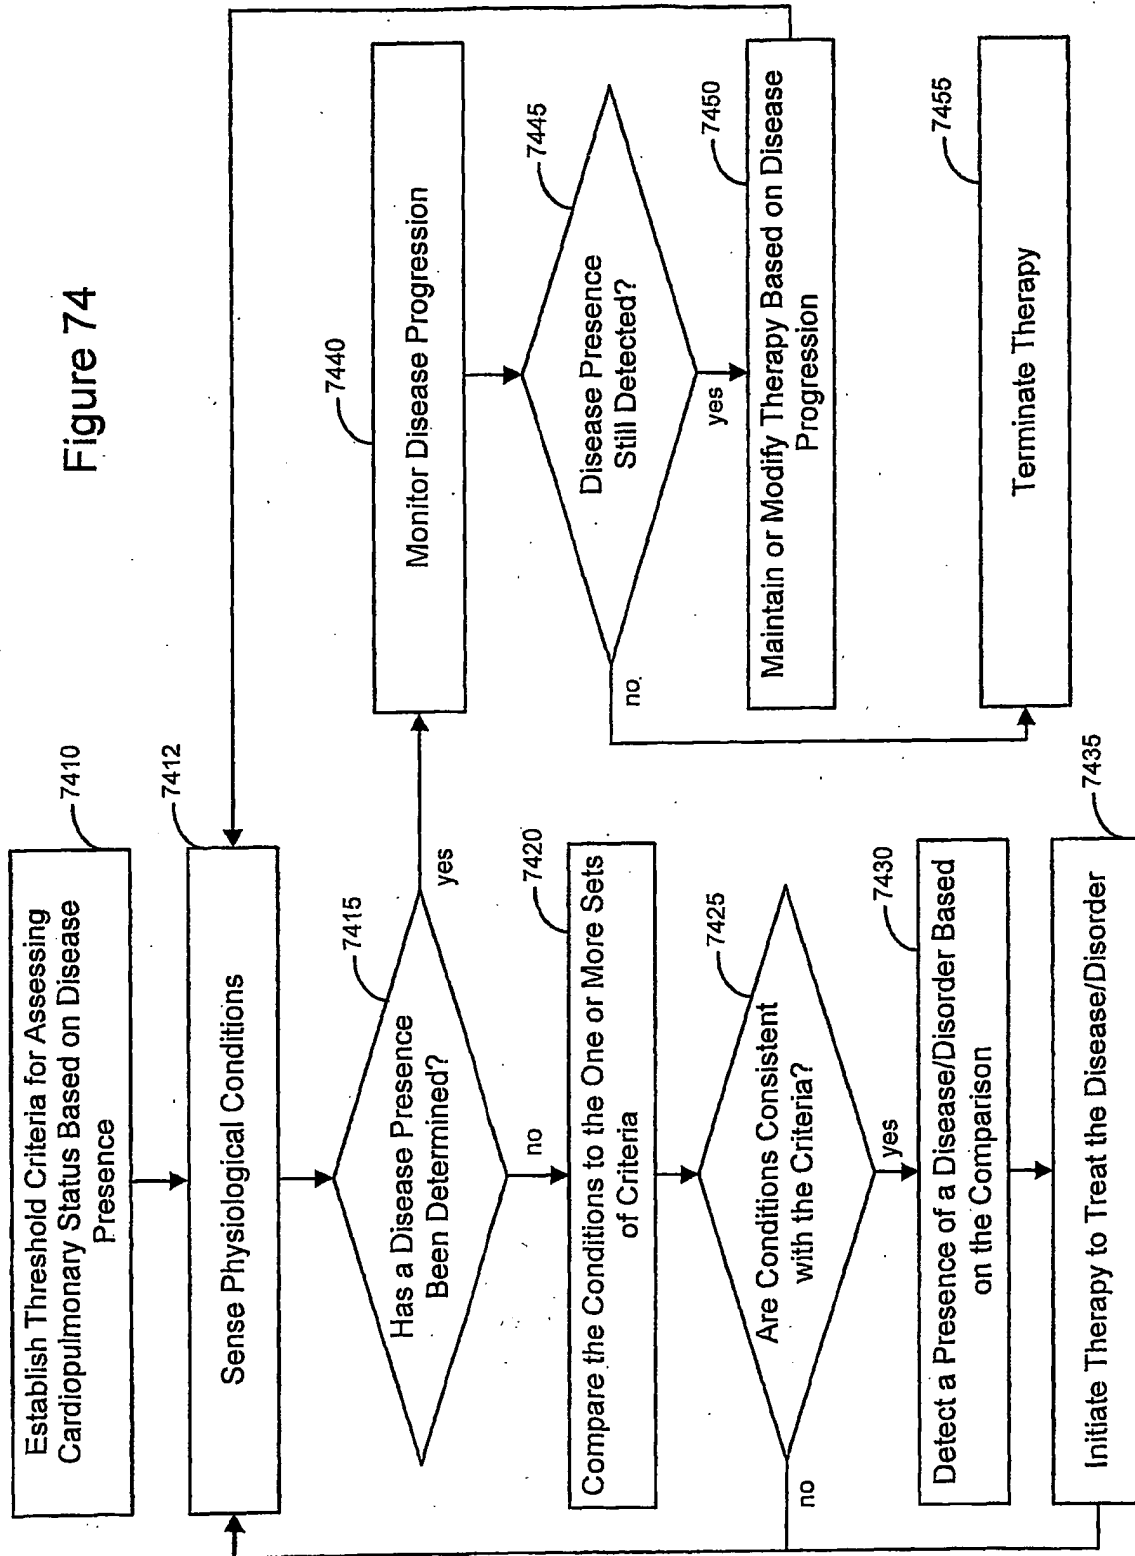 Figure 74
Establish Threshold Criteria for Assessing
Cardiopulmonary Status Based on Disease
Presence
7410
Sense Physiological Conditions
7412
Has a Disease Presence
Been Determined?
7415
yes
no
Compare the Conditions to the One or More Sets
of Criteria
7420
Are Conditions Consistent
with the Criteria?
7425
no
yes
Detect a Presence of a Disease/Disorder Based
on the Comparison
7430
Initiate Therapy to Treat the Disease/Disorder
7435
Monitor Disease Progression
7440
Disease Presence
Still Detected?
7445
no
yes
Maintain or Modify Therapy Based on Disease
Progression
7450
Terminate Therapy
7455